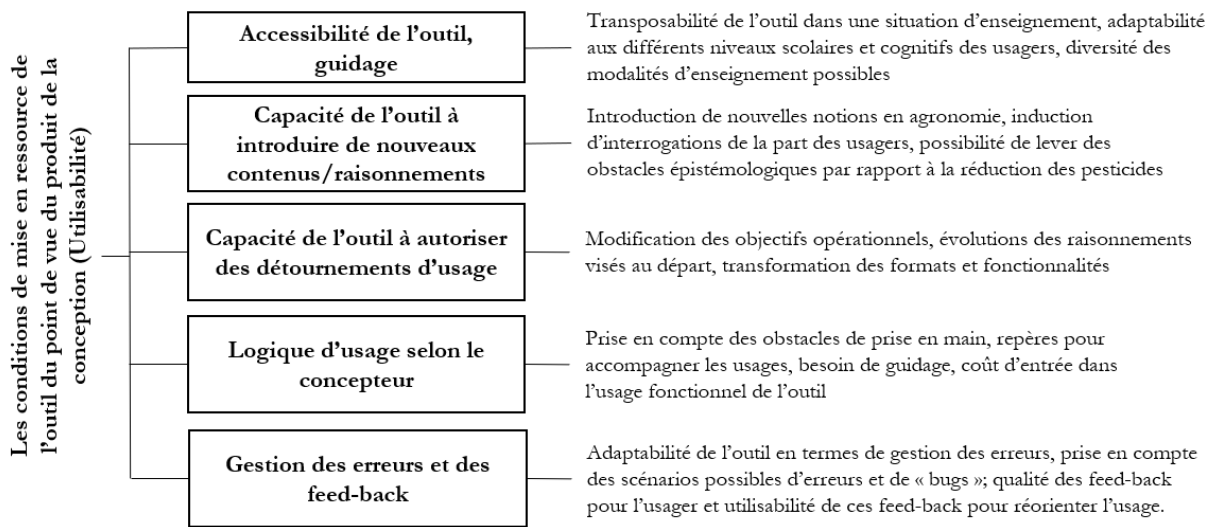 Les conditions de mise en ressource de
l’outil du point de vue du produit de la
conception (Utilisabilité)
Accessibilité de l’outil,
guidage
Transposabilité de l’outil dans une situation d’enseignement, adaptabilité
aux différents niveaux scolaires et cognitifs des usagers, diversité des
modalités d’enseignement possibles
Capacité de l’outil à
introduire de nouveaux
contenus/raisonnements
Introduction de nouvelles notions en agronomie, induction
d’interrogations de la part des usagers, possibilité de lever des
obstacles épistémologiques par rapport à la réduction des pesticides
Capacité de l’outil à autoriser
des détournements d’usage
Modification des objectifs opérationnels, évolutions des raisonnements
visés au départ, transformation des formats et fonctionnalités
Logique d’usage selon le
concepteur
Prise en compte des obstacles de prise en main, repères pour
accompagner les usages, besoin de guidage, coût d’entrée dans
l’usage fonctionnel de l’outil
Gestion des erreurs et des
feed-back
Adaptabilité de l’outil en termes de gestion des erreurs, prise en compte
des scénarios possibles d’erreurs et de « bugs »; qualité des feed-back
pour l’usager et utilisabilité de ces feed-back pour réorienter l’usage.